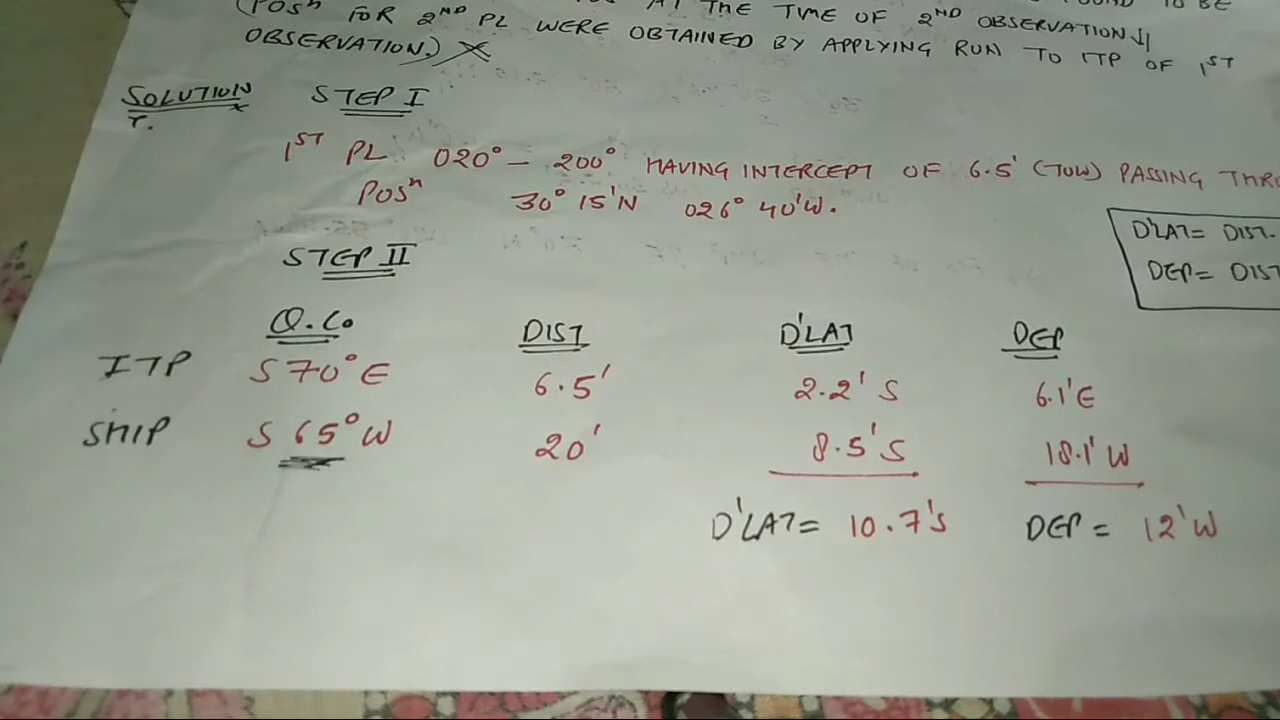 (POSⁿ FOR 2ND PL WERE OBTAINED BY APPLYING RUN TO ITP OF 1ST
AT THE TIME OF 2ND OBSERVATION
OBSERVATION.)
SOLUTION STEP I
1ST PL 020° - 200° HAVING INTERCEPT OF 6.5' (TOW) PASSING THRO
POSⁿ 30° 15'N 026° 40'W.
D'LAT = DIST.
DEP = DIST
STEP II
Q.Co DIST D'LAT DEP
ITP S 70° E 6.5' 2.2' S 6.1' E
SHIP S 65° W 20' 8.5' S 18.1' W
D'LAT = 10.7's DEP = 12' W